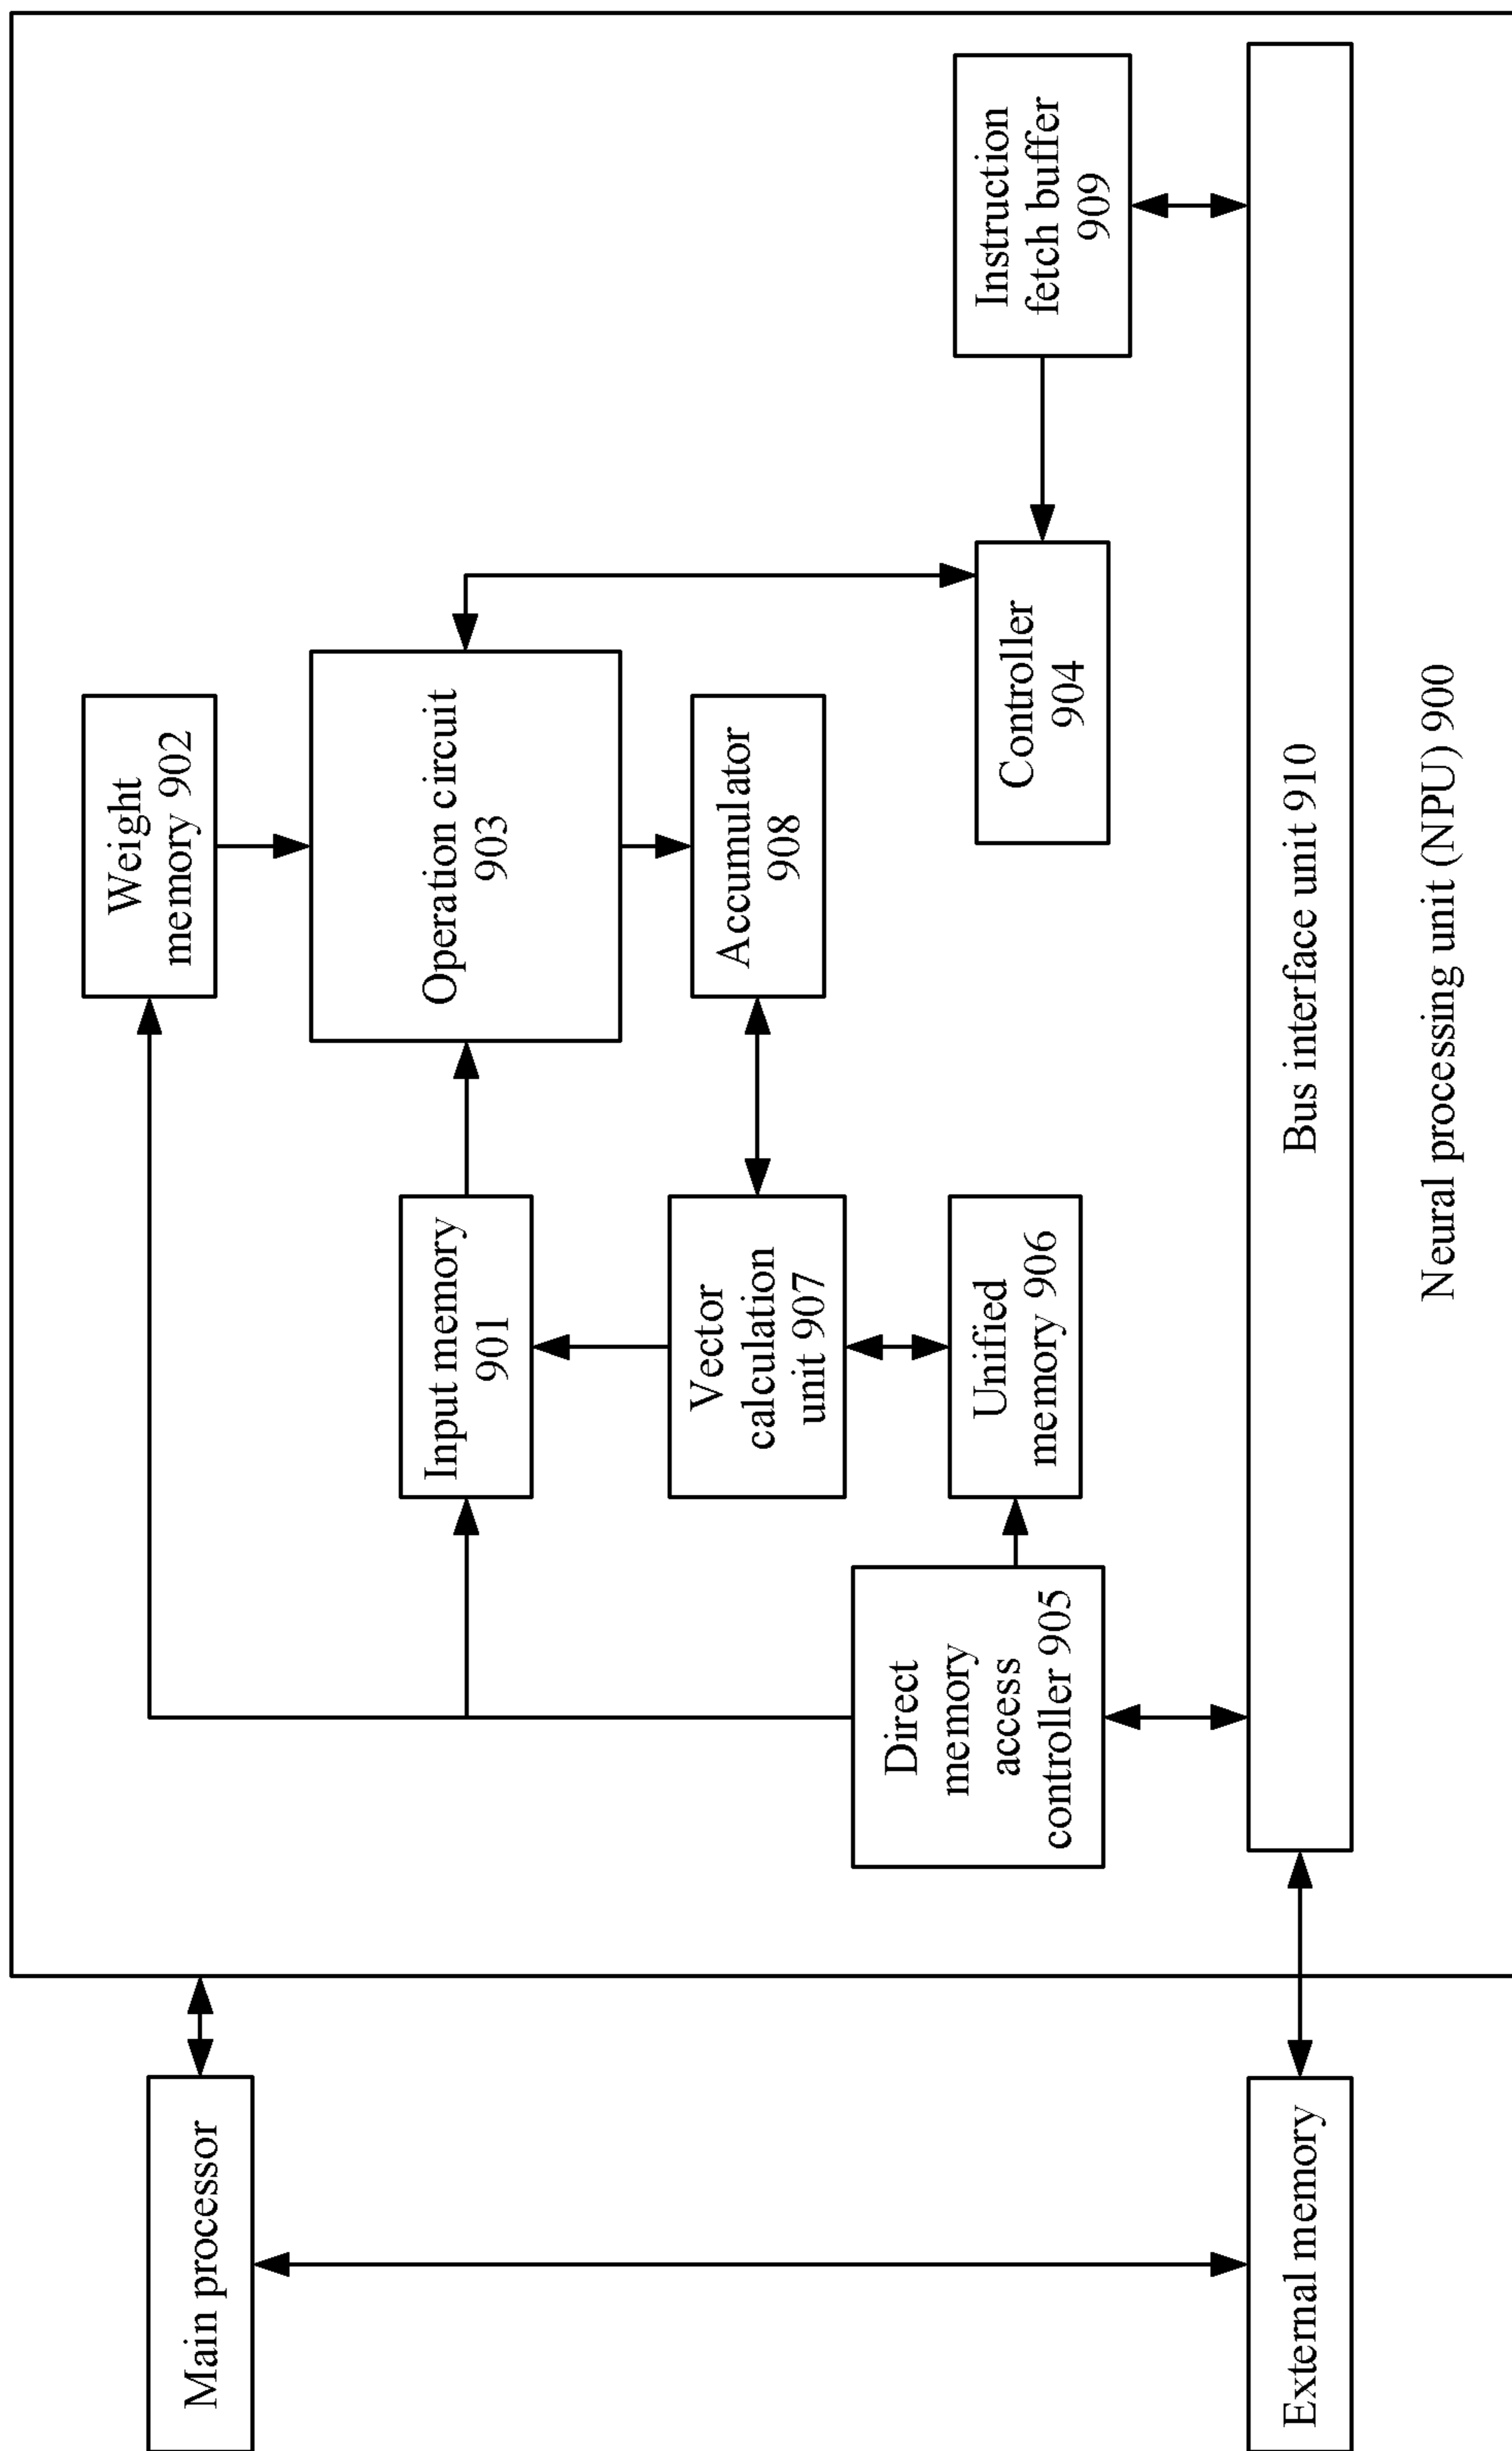 Main processor
External memory
Weight
memory 902
Input memory
901
Operation circuit
903
Vector
calculation
unit 907
Accumulator
908
Direct
memory
access
controller 905
Unified
memory 906
Controller
904
Instruction
fetch buffer
909
Bus interface unit 910
Neural processing unit (NPU) 900